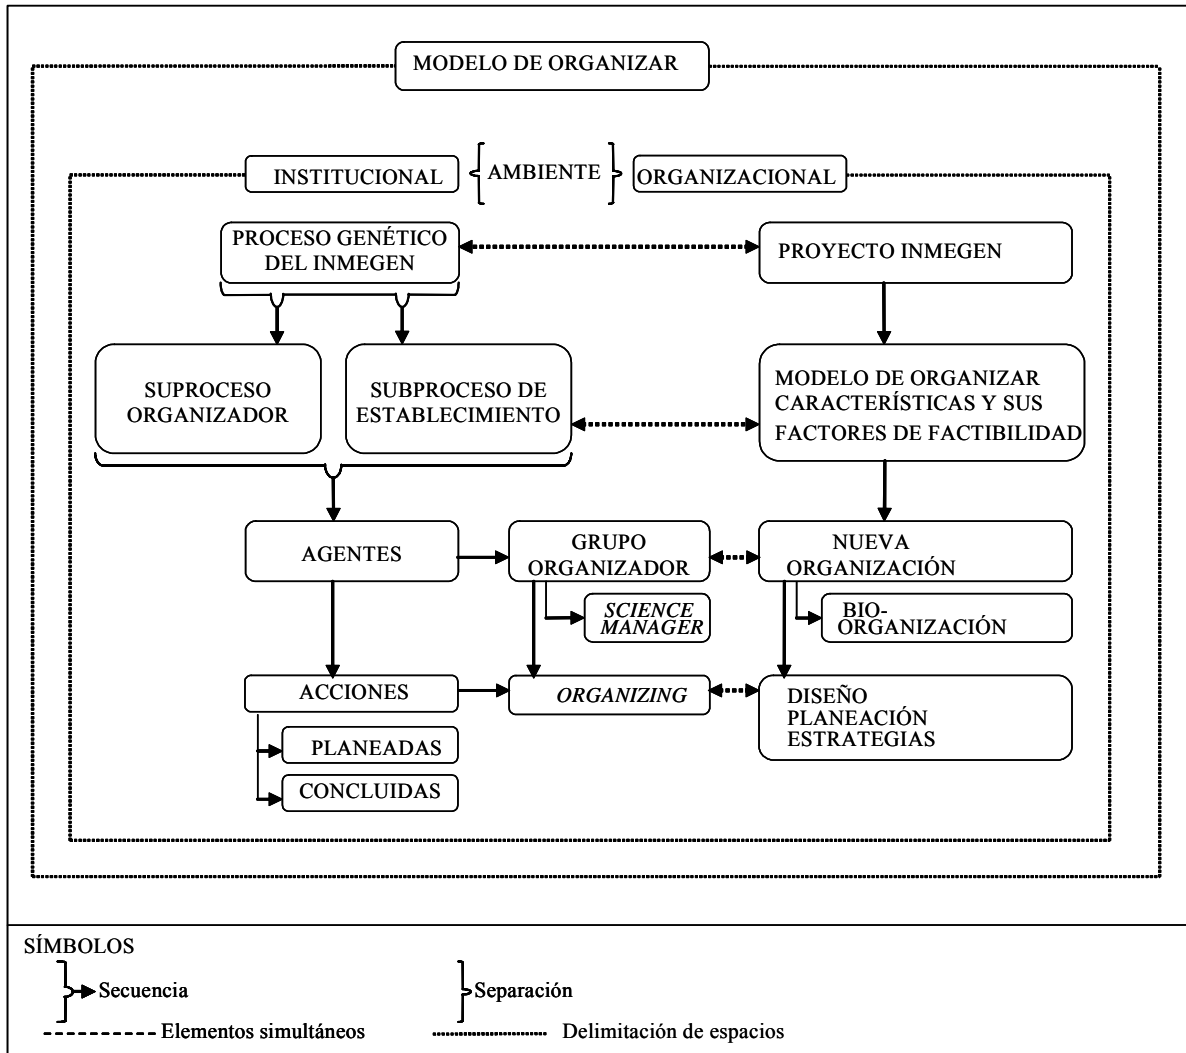 MODELO DE ORGANIZAR
INSTITUCIONAL
AMBIENTE
ORGANIZACIONAL
PROCESO GENÉTICO
DEL INMEGEN
PROYECTO INMEGEN
SUPROCESO
ORGANIZADOR
SUBPROCESO DE
ESTABLECIMIENTO
MODELO DE ORGANIZAR
CARACTERÍSTICAS Y SUS
FACTORES DE FACTIBILIDAD
AGENTES
GRUPO
ORGANIZADOR
NUEVA
ORGANIZACIÓN
SCIENCE
MANAGER
BIO-
ORGANIZACIÓN
ACCIONES
ORGANIZING
DISEÑO
PLANEACIÓN
ESTRATEGIAS
PLANEADAS
CONCLUIDAS
SÍMBOLOS
Secuencia
Separación
Elementos simultáneos
Delimitación de espacios